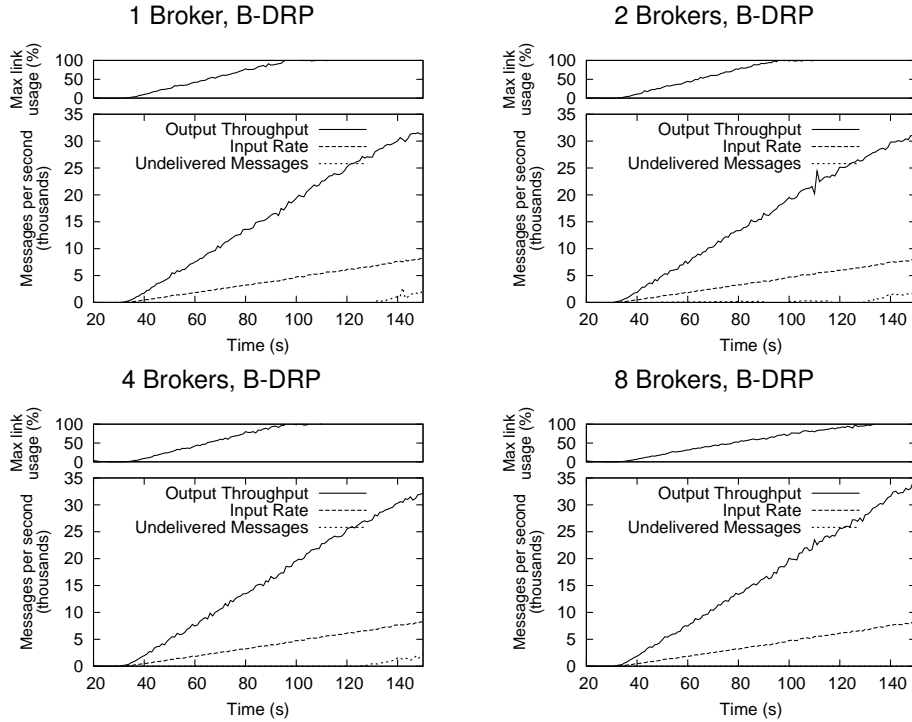 1 Broker, B-DRP
Max link
usage (%)
100
50
0
Messages per second
(thousands)
35
30
25
20
15
10
5
0
Output Throughput
Input Rate
Undelivered Messages
20 40 60 80 100 120 140
Time (s)
2 Brokers, B-DRP
Max link
usage (%)
100
50
0
Messages per second
(thousands)
35
30
25
20
15
10
5
0
Output Throughput
Input Rate
Undelivered Messages
20 40 60 80 100 120 140
Time (s)
4 Brokers, B-DRP
Max link
usage (%)
100
50
0
Messages per second
(thousands)
35
30
25
20
15
10
5
0
Output Throughput
Input Rate
Undelivered Messages
20 40 60 80 100 120 140
Time (s)
8 Brokers, B-DRP
Max link
usage (%)
100
50
0
Messages per second
(thousands)
35
30
25
20
15
10
5
0
Output Throughput
Input Rate
Undelivered Messages
20 40 60 80 100 120 140
Time (s)